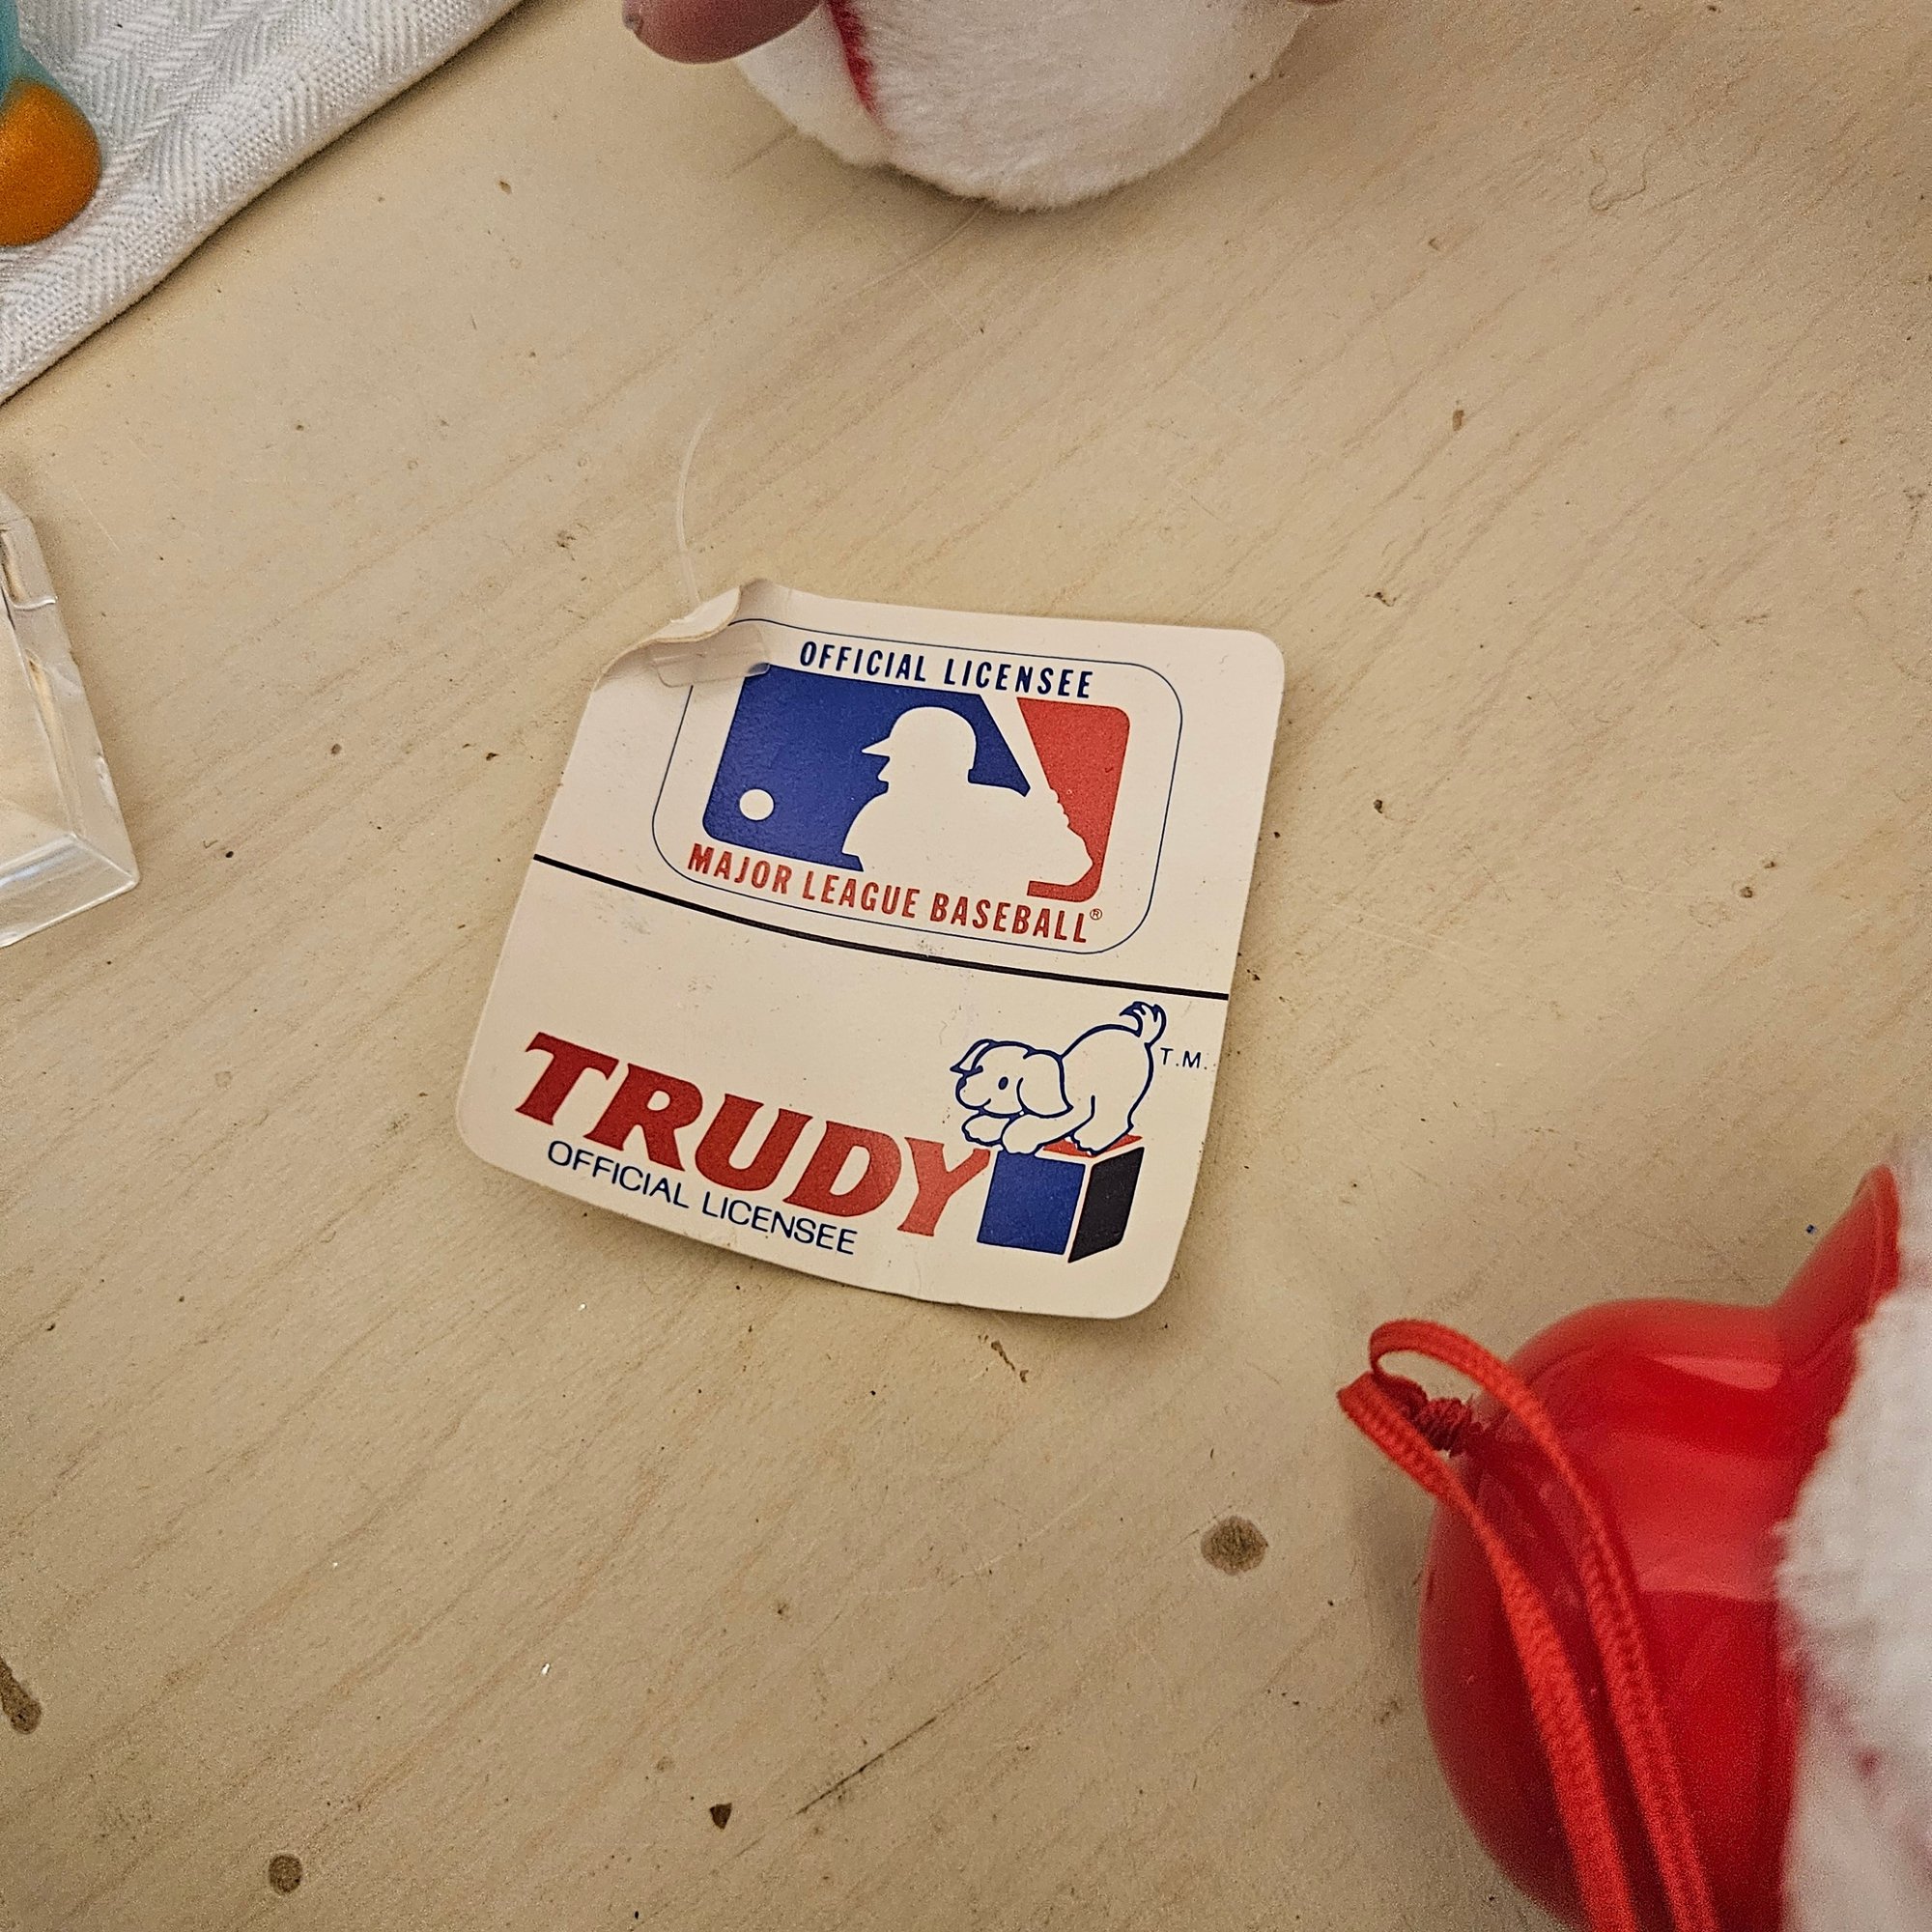 OFFICIAL LICENSEE
MAJOR LEAGUE BASEBALL®
T.M.
TRUDY
OFFICIAL LICENSEE